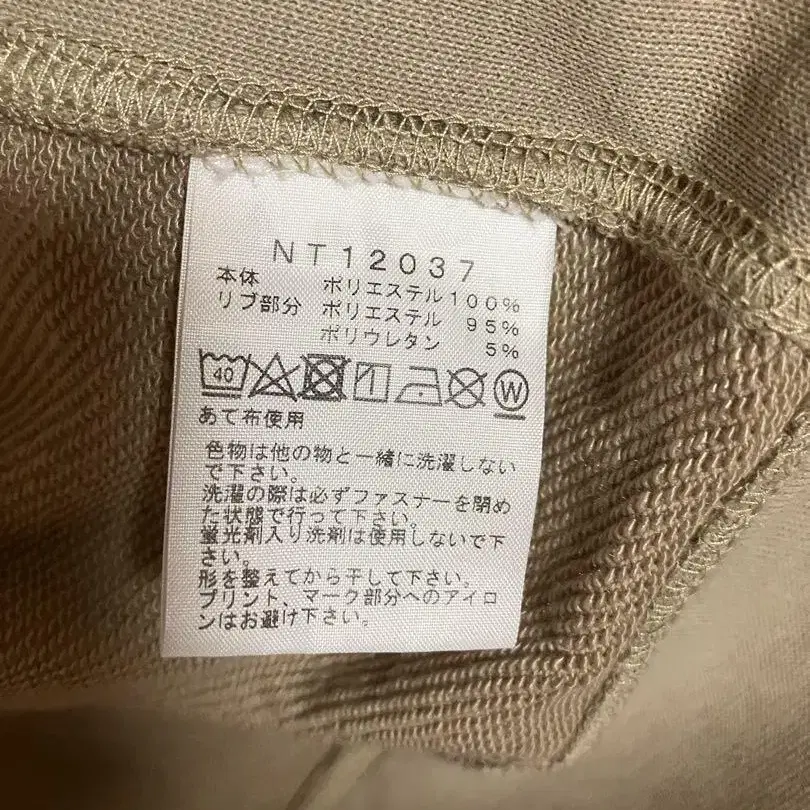 NT12037
本体 ポリエステル100%
リブ部分 ポリエステル 95%
ポリウレタン 5%
40 W
あて布使用
色物は他の物と一緒に洗濯しない
で下さい。
洗濯の際は必ずファスナーを閉め
た状態で行って下さい。
蛍光剤入り洗剤は使用しないで下
さい。
形を整えてから干して下さい。
プリント、マーク部分へのアイロ
ンはお避け下さい。